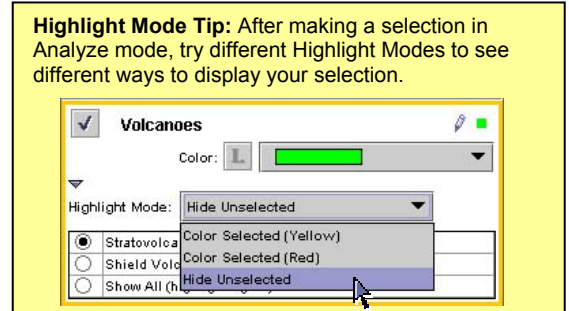 Highlight Mode Tip: After making a selection in
Analyze mode, try different Highlight Modes to see
different ways to display your selection.
Volcanoes
Color: L
Highlight Mode: Hide Unselected
Color Selected (Yellow)
Stratovolca
Color Selected (Red)
Shield Volc
Hide Unselected
Show All (h